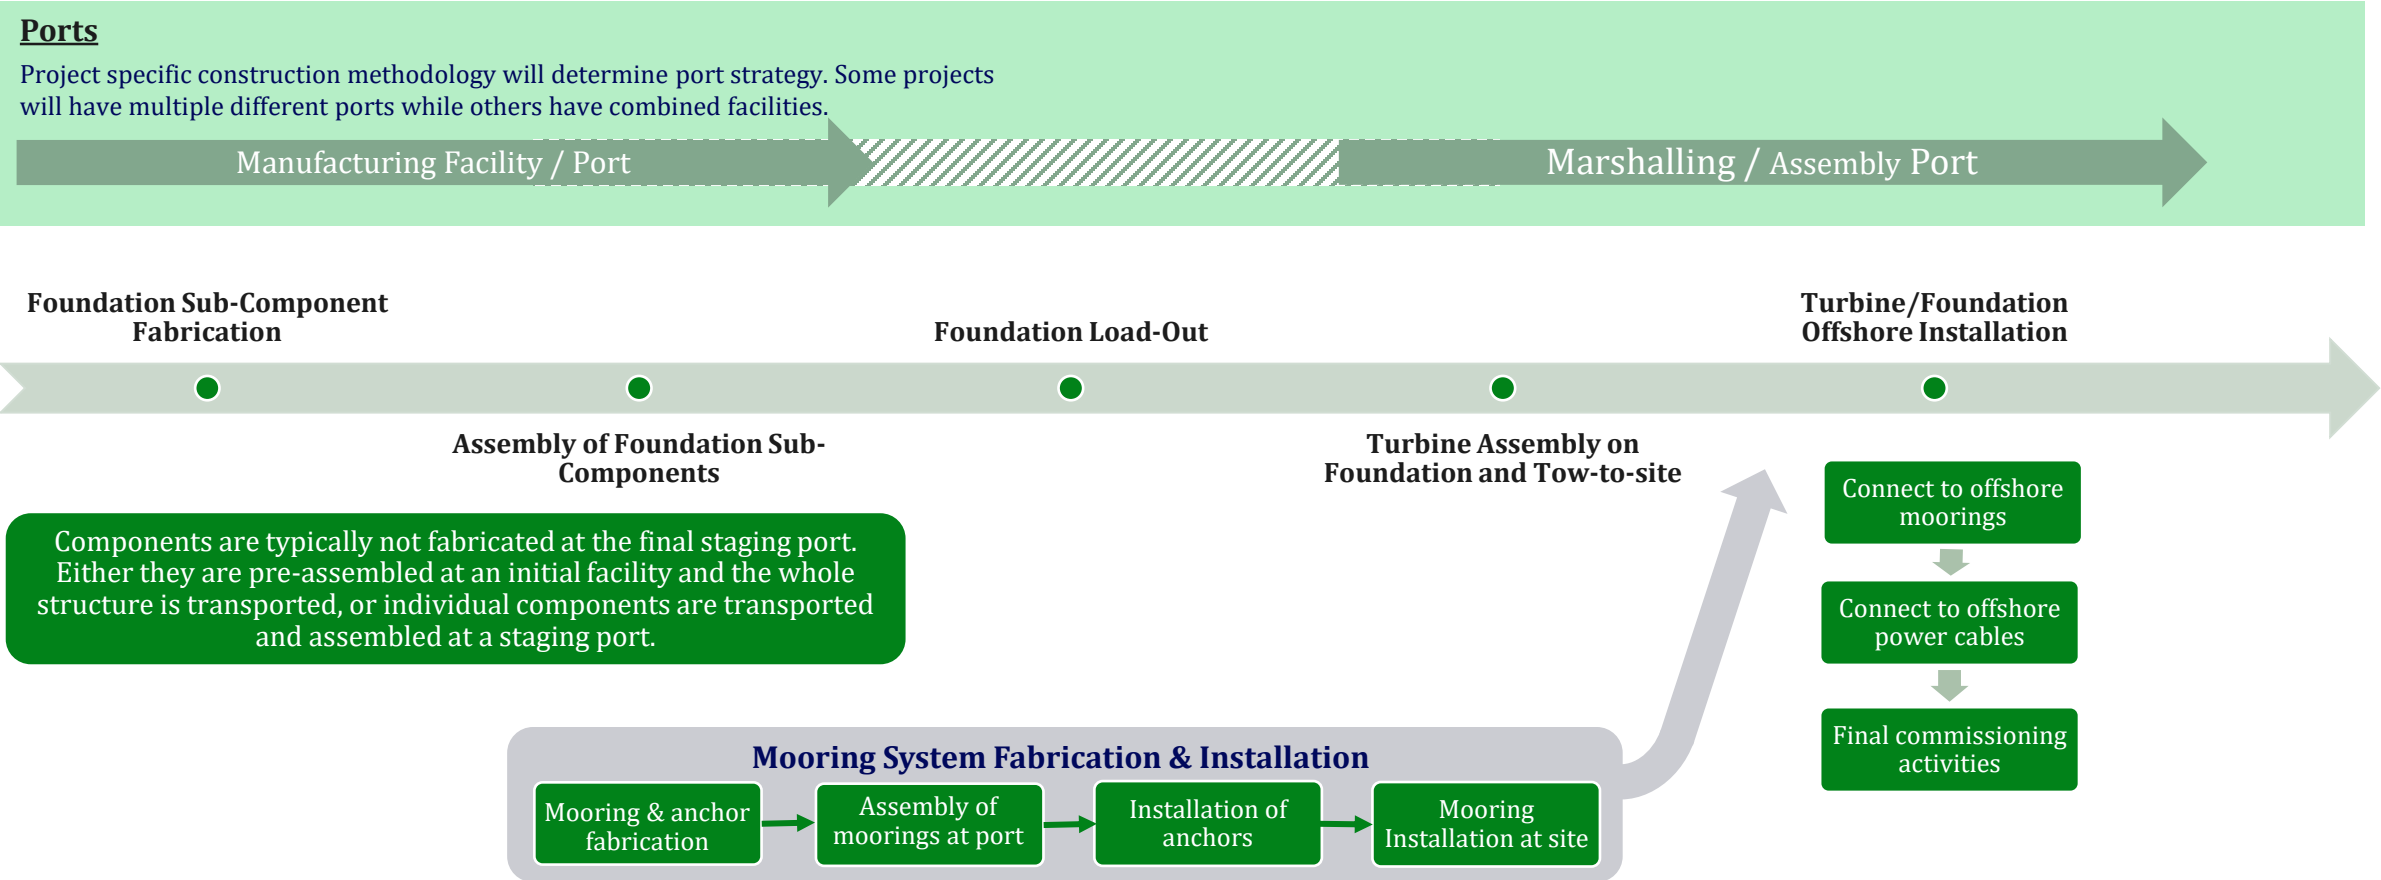 Ports
Project specific construction methodology will determine port strategy. Some projects
will have multiple different ports while others have combined facilities.
Manufacturing Facility / Port
Marshalling / Assembly Port
Foundation Sub-Component
Fabrication
Foundation Load-Out
Turbine/Foundation
Offshore Installation
Assembly of Foundation Sub-
Components
Turbine Assembly on
Foundation and Tow-to-site
Components are typically not fabricated at the final staging port.
Either they are pre-assembled at an initial facility and the whole
structure is transported, or individual components are transported
and assembled at a staging port.
Connect to offshore
moorings
Connect to offshore
power cables
Final commissioning
activities
Mooring System Fabrication & Installation
Mooring & anchor
fabrication
Assembly of
moorings at port
Installation of
anchors
Mooring
Installation at site